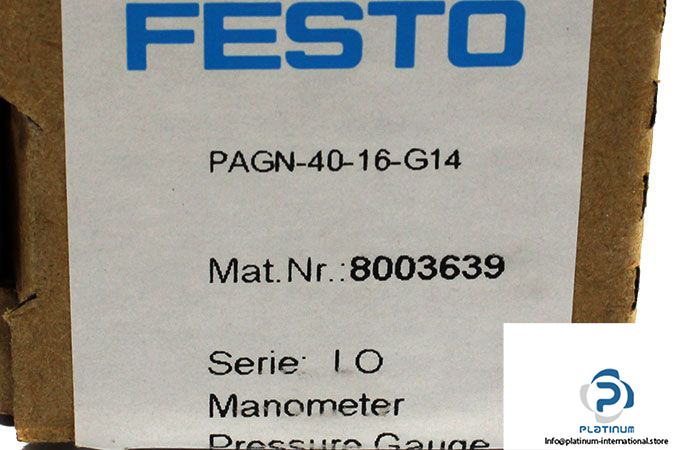 FESTO
PAGN-40-16-G14
Mat.Nr.:8003639
Serie: I O
Manometer
Pressure Gauge
PLATINUM
Info@platinum-international.store